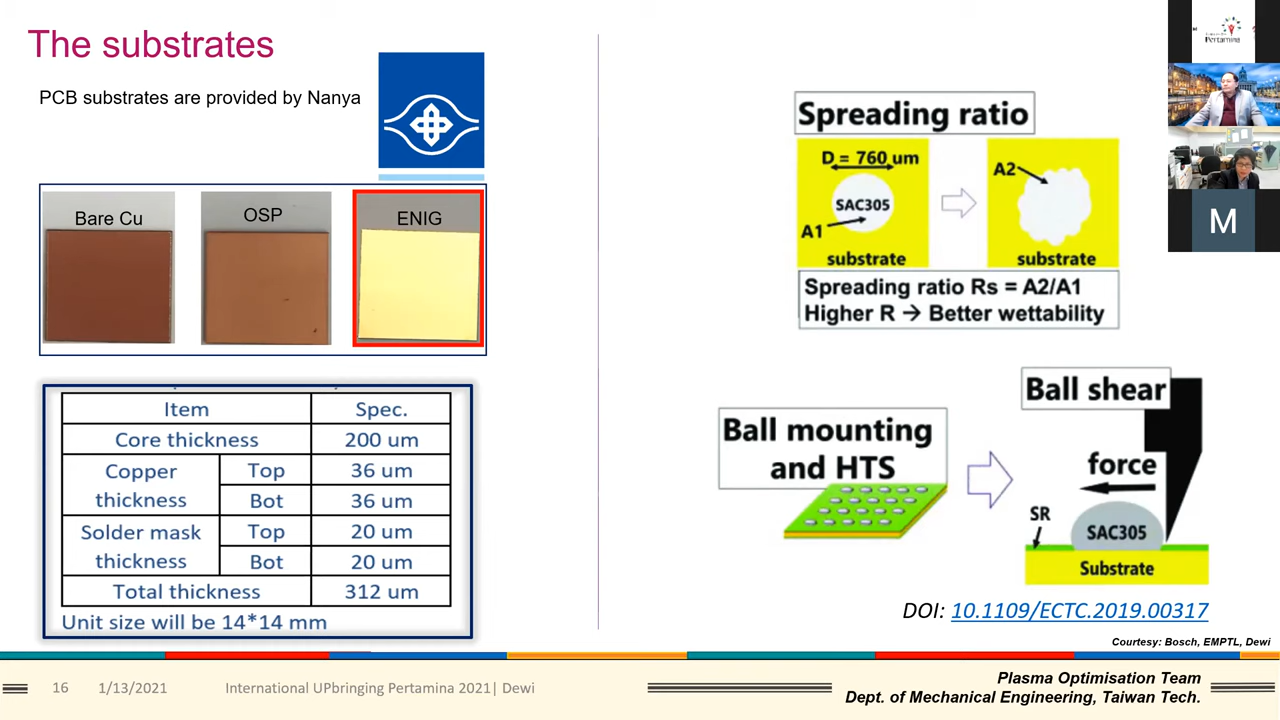 The substrates
PCB substrates are provided by Nanya
Bare Cu
OSP
ENIG
Item Spec.
Core thickness 200 um
Copper thickness Top 36 um
Bot 36 um
Solder mask thickness Top 20 um
Bot 20 um
Total thickness 312 um
Unit size will be 14*14 mm
Spreading ratio
D = 760 um
SAC305
A1
substrate
A2
substrate
Spreading ratio Rs = A2/A1
Higher R → Better wettability
Ball mounting
and HTS
Ball shear
force
SR
SAC305
Substrate
DOI: 10.1109/ECTC.2019.00317
Courtesy: Bosch, EMPTL, Dewi
16
1/13/2021
International UPbringing Pertamina 2021| Dewi
Plasma Optimisation Team
Dept. of Mechanical Engineering, Taiwan Tech.
Pertamina
M